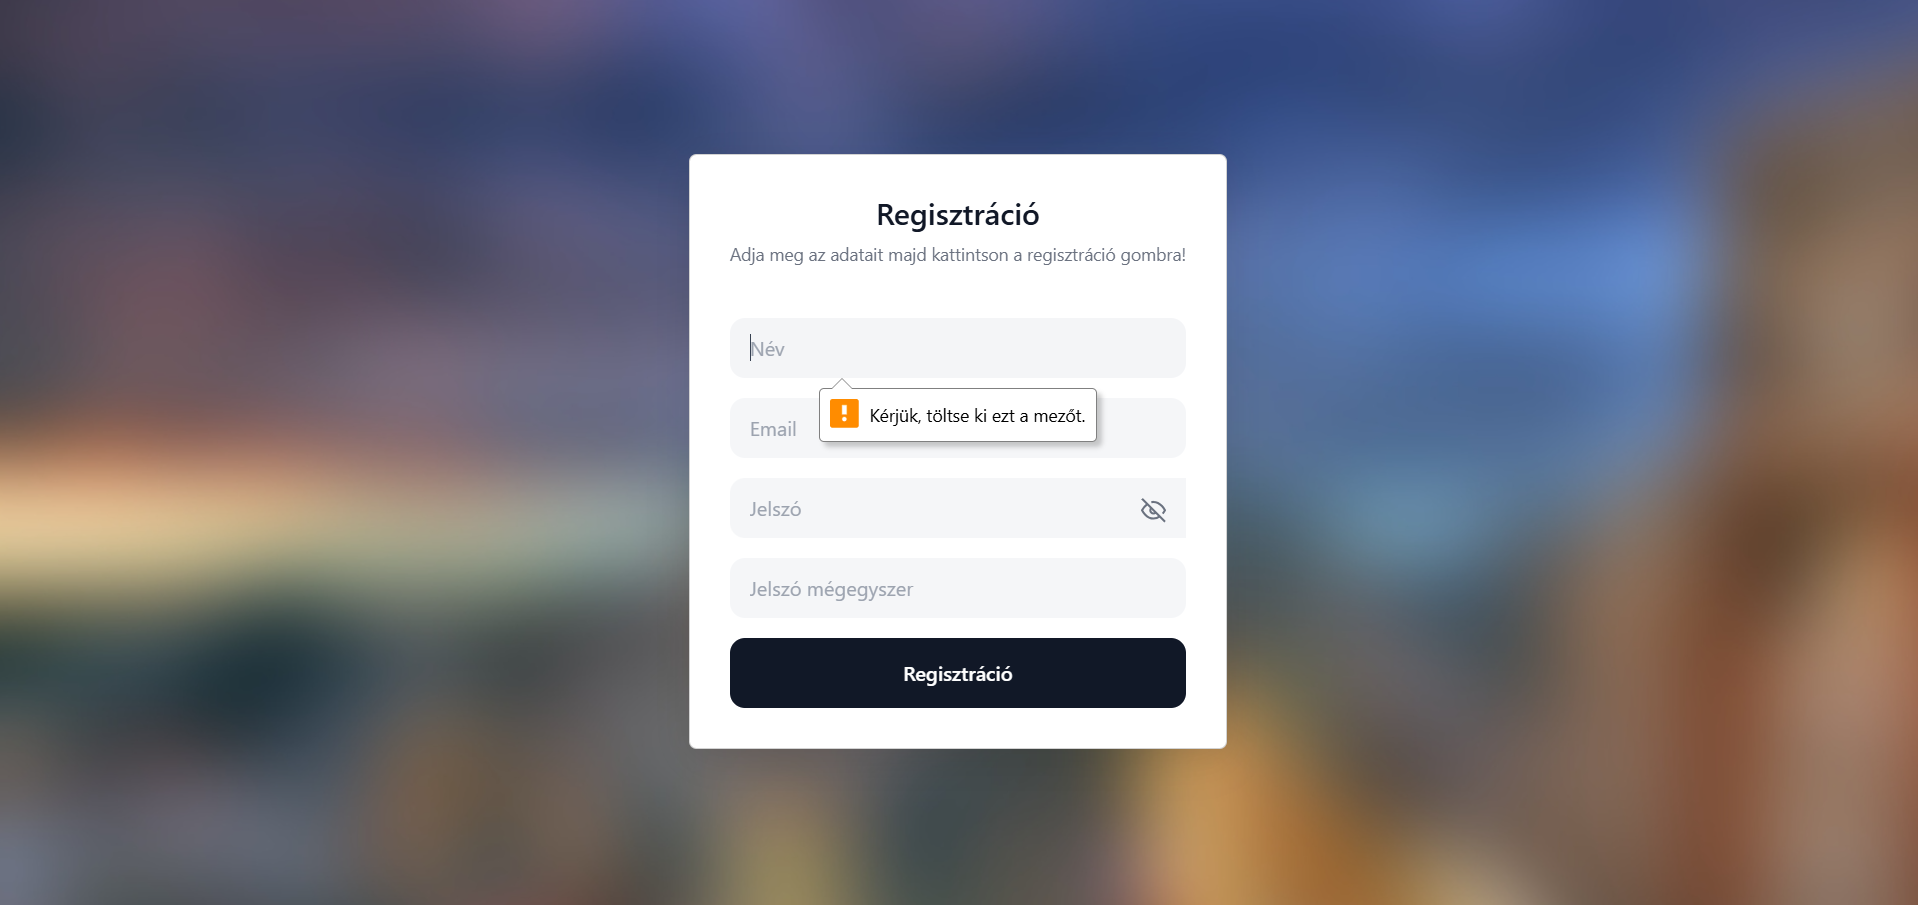 Regisztráció
Adja meg az adatait majd kattintson a regisztráció gombra!
Név
Kérjük, töltse ki ezt a mezőt.
Email
Jelszó
Jelszó mégegyszer
Regisztráció